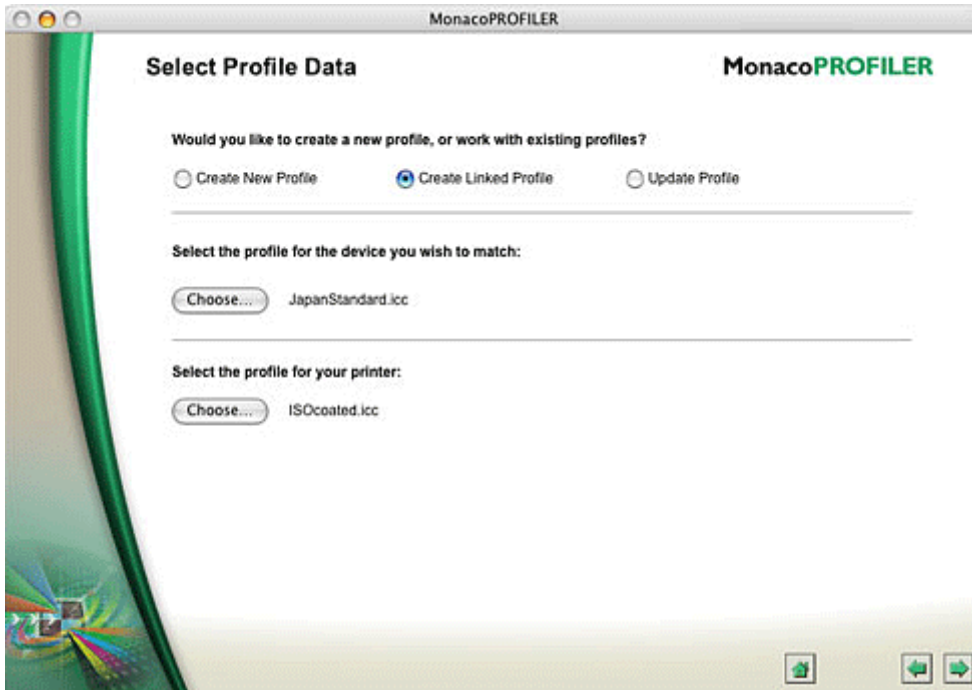 MonacoPROFILER
Select Profile Data
MonacoPROFILER
Would you like to create a new profile, or work with existing profiles?
Create New Profile Create Linked Profile Update Profile
Select the profile for the device you wish to match:
Choose... JapanStandard.icc
Select the profile for your printer:
Choose... ISOcoated.icc